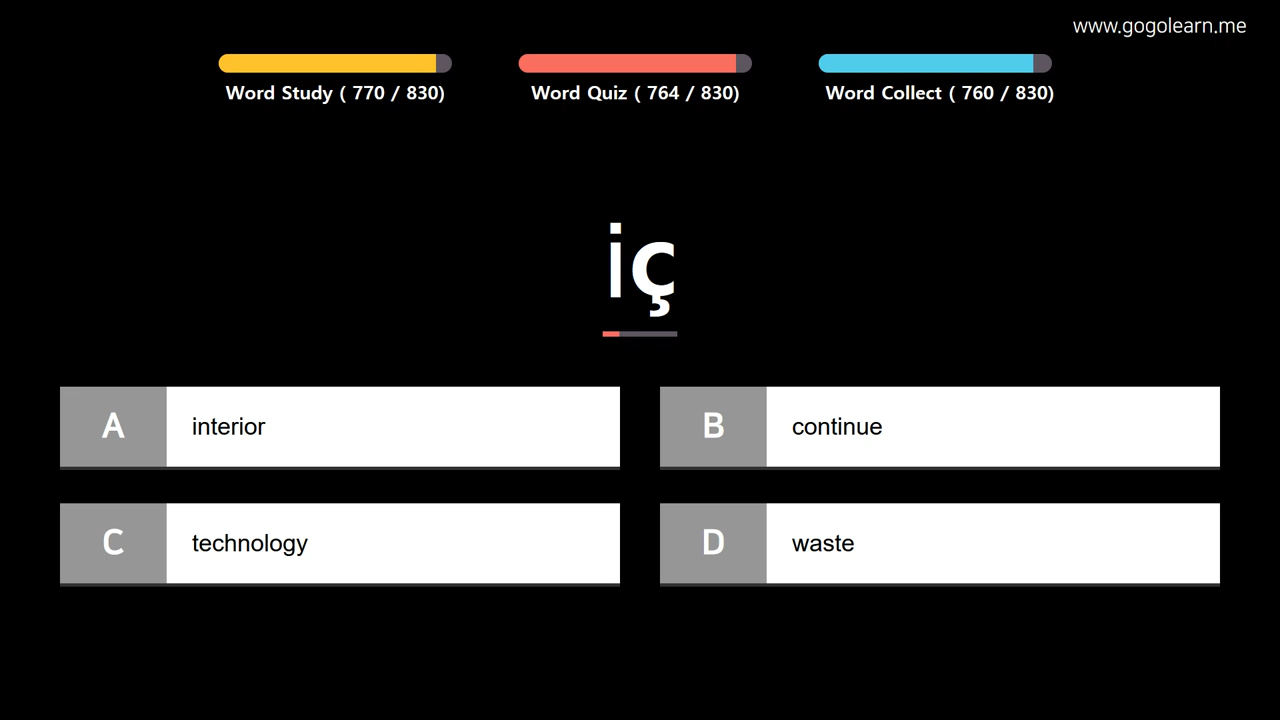 www.gogolearn.me
Word Study ( 770 / 830)
Word Quiz ( 764 / 830)
Word Collect ( 760 / 830)
iç
A interior
B continue
C technology
D waste